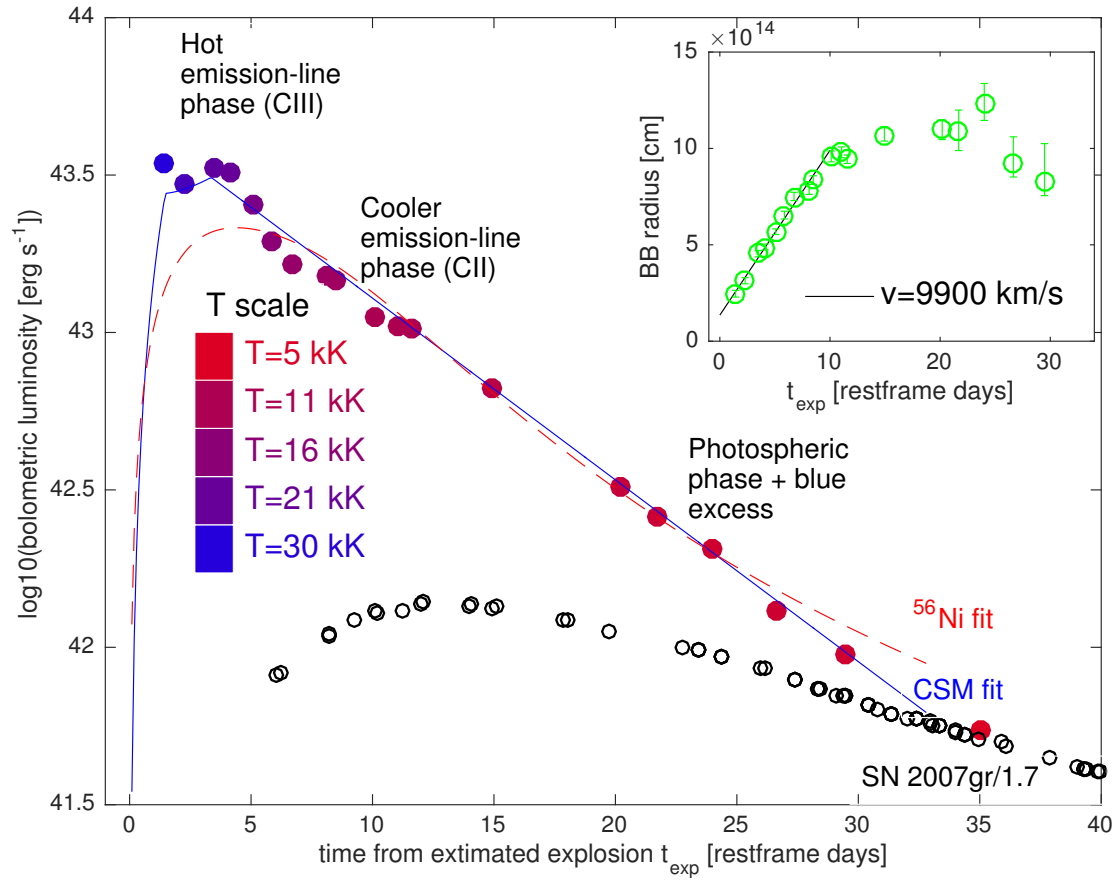 44
43.5
43
42.5
42
41.5
log10(bolometric luminosity [erg s-1])
0 5 10 15 20 25 30 35 40
time from extimated explosion texp [restframe days]
Hot
emission-line
phase (CIII)
Cooler
emission-line
phase (CII)
Photospheric
phase + blue
excess
T scale
T=5 kK
T=11 kK
T=16 kK
T=21 kK
T=30 kK
56Ni fit
CSM fit
SN 2007gr/1.7
× 10^14
15
10
5
0
BB radius [cm]
v=9900 km/s
0 10 20 30
texp [restframe days]